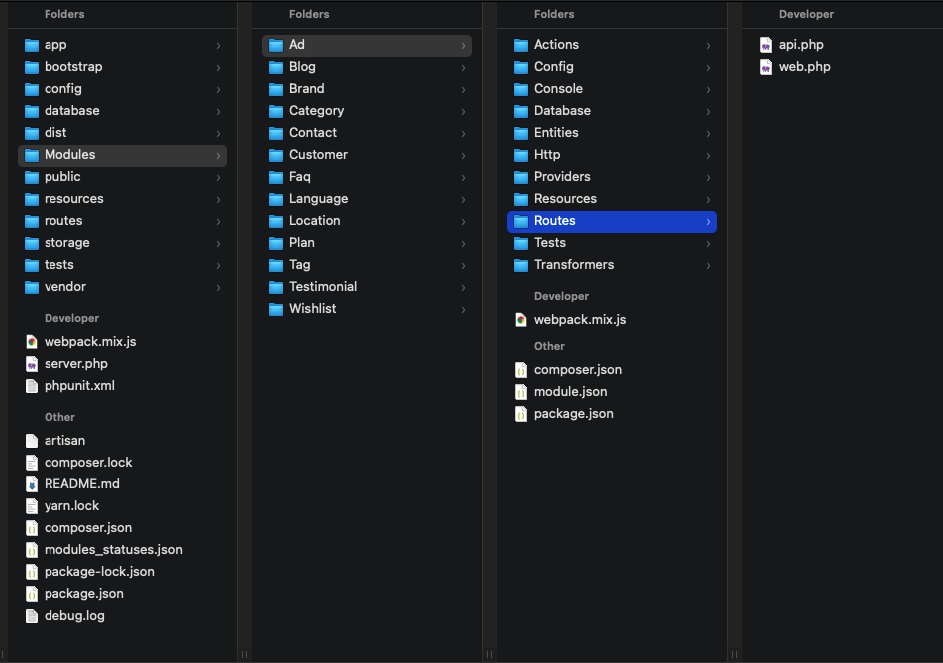 Folders
app
bootstrap
config
database
dist
Modules
public
resources
routes
storage
tests
vendor
Developer
webpack.mix.js
server.php
phpunit.xml
Other
artisan
composer.lock
README.md
yarn.lock
composer.json
modules_statuses.json
package-lock.json
package.json
debug.log
Folders
Ad
Blog
Brand
Category
Contact
Customer
Faq
Language
Location
Plan
Tag
Testimonial
Wishlist
Folders
Actions
Config
Console
Database
Entities
Http
Providers
Resources
Routes
Tests
Transformers
Developer
webpack.mix.js
Other
composer.json
module.json
package.json
Developer
api.php
web.php